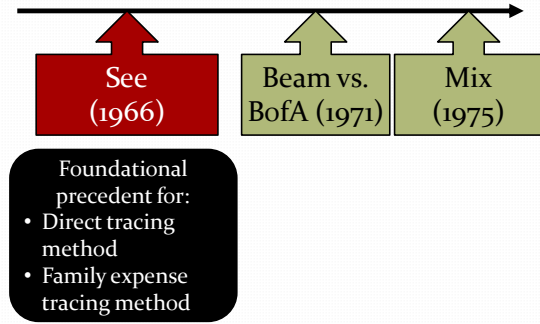 See
(1966)
Beam vs.
BofA (1971)
Mix
(1975)
Foundational
precedent for:
• Direct tracing
method
• Family expense
tracing method